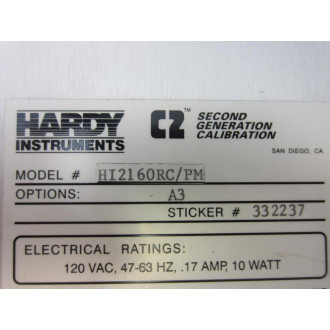 HARDY
INSTRUMENTS
C2™ SECOND
GENERATION
CALIBRATION
SAN DIEGO, CA
MODEL # HI2160RC/PM
OPTIONS: A3
STICKER # 332237
ELECTRICAL RATINGS:
120 VAC, 47-63 HZ, .17 AMP, 10 WATT